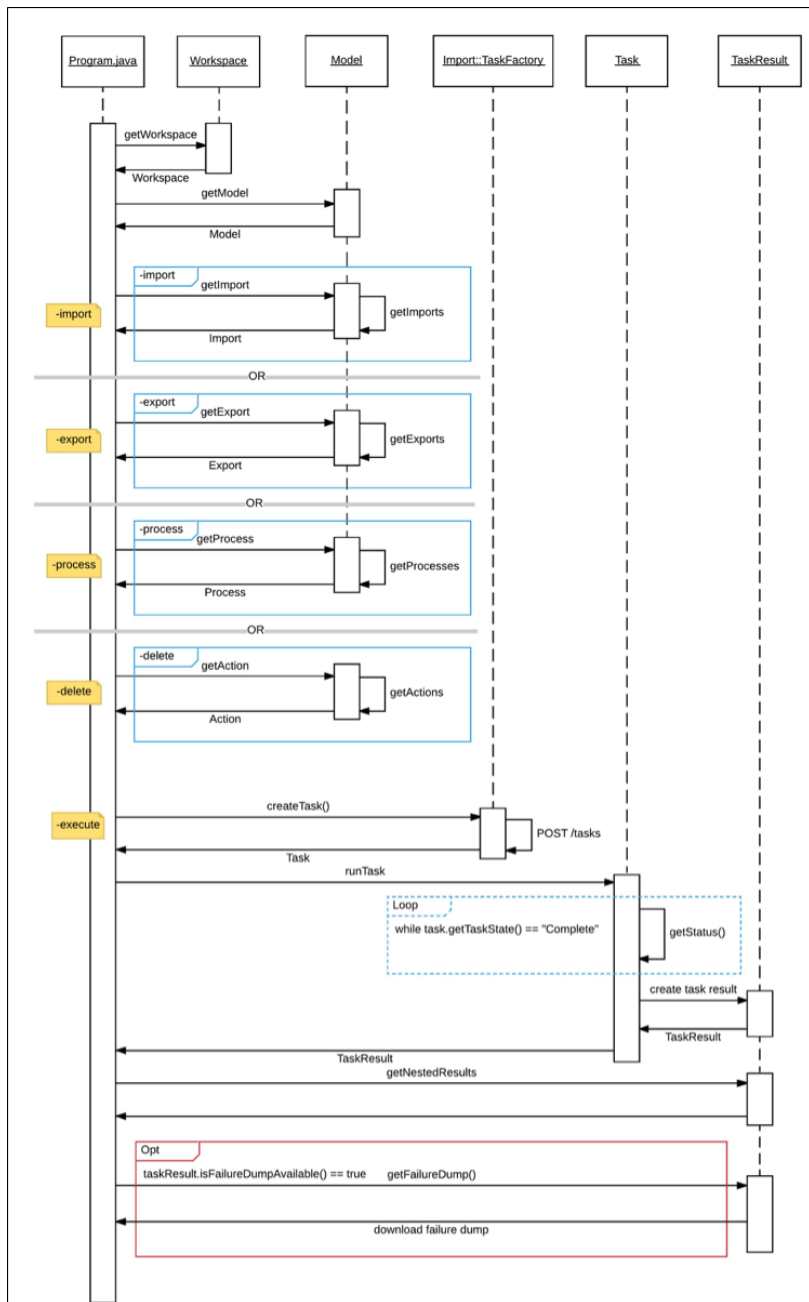 Program.java
Workspace
Model
Import::TaskFactory
Task
TaskResult
getWorkspace
Workspace
getModel
Model
-import
getImport
-import
getImports
Import
OR
-export
getExport
-export
getExports
Export
OR
-process
getProcess
-process
getProcesses
Process
OR
-delete
getAction
-delete
getActions
Action
createTask()
-execute
POST /tasks
Task
runTask
Loop
while task.getTaskState() == "Complete"
getStatus()
create task result
TaskResult
TaskResult
getNestedResults
Opt
taskResult.isFailureDumpAvailable() == true getFailureDump()
download failure dump